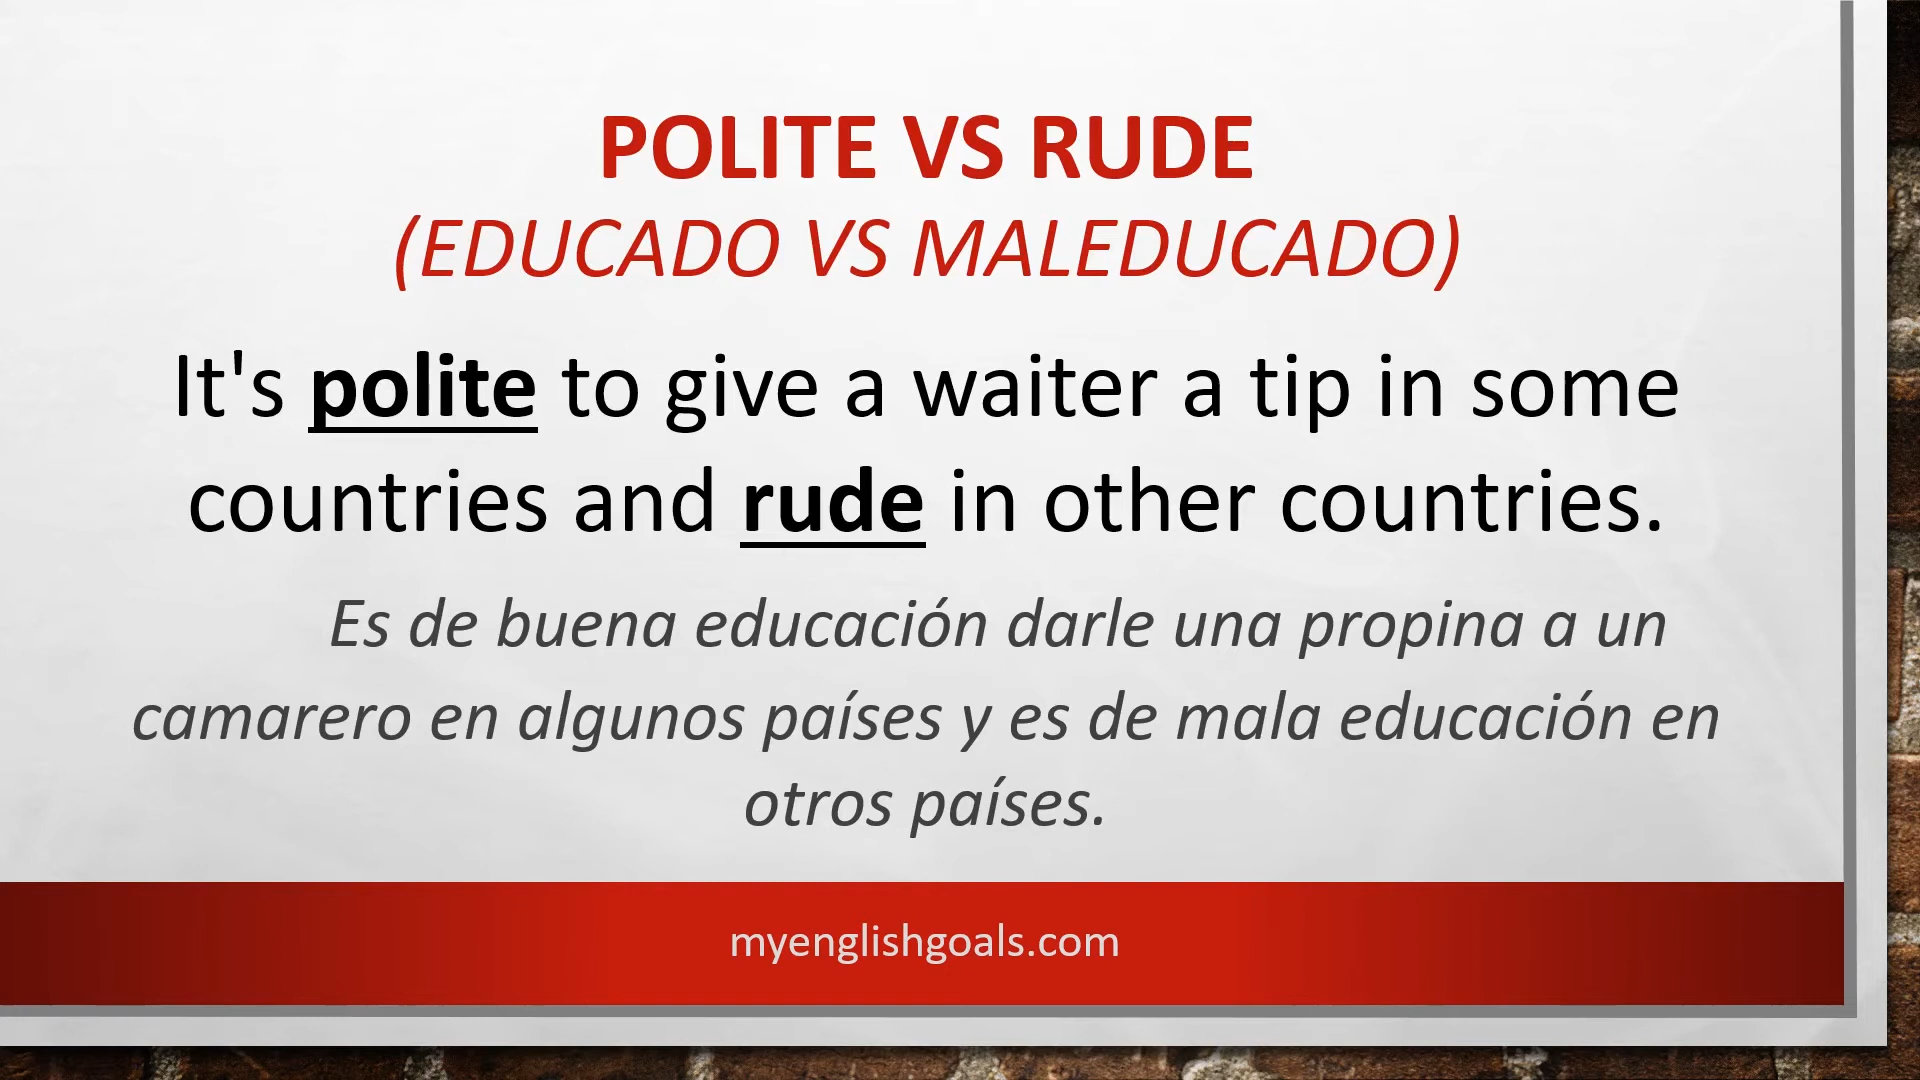 POLITE VS RUDE
(EDUCADO VS MALEDUCADO)
It's polite to give a waiter a tip in some
countries and rude in other countries.
Es de buena educación darle una propina a un
camarero en algunos países y es de mala educación en
otros países.
myenglishgoals.com